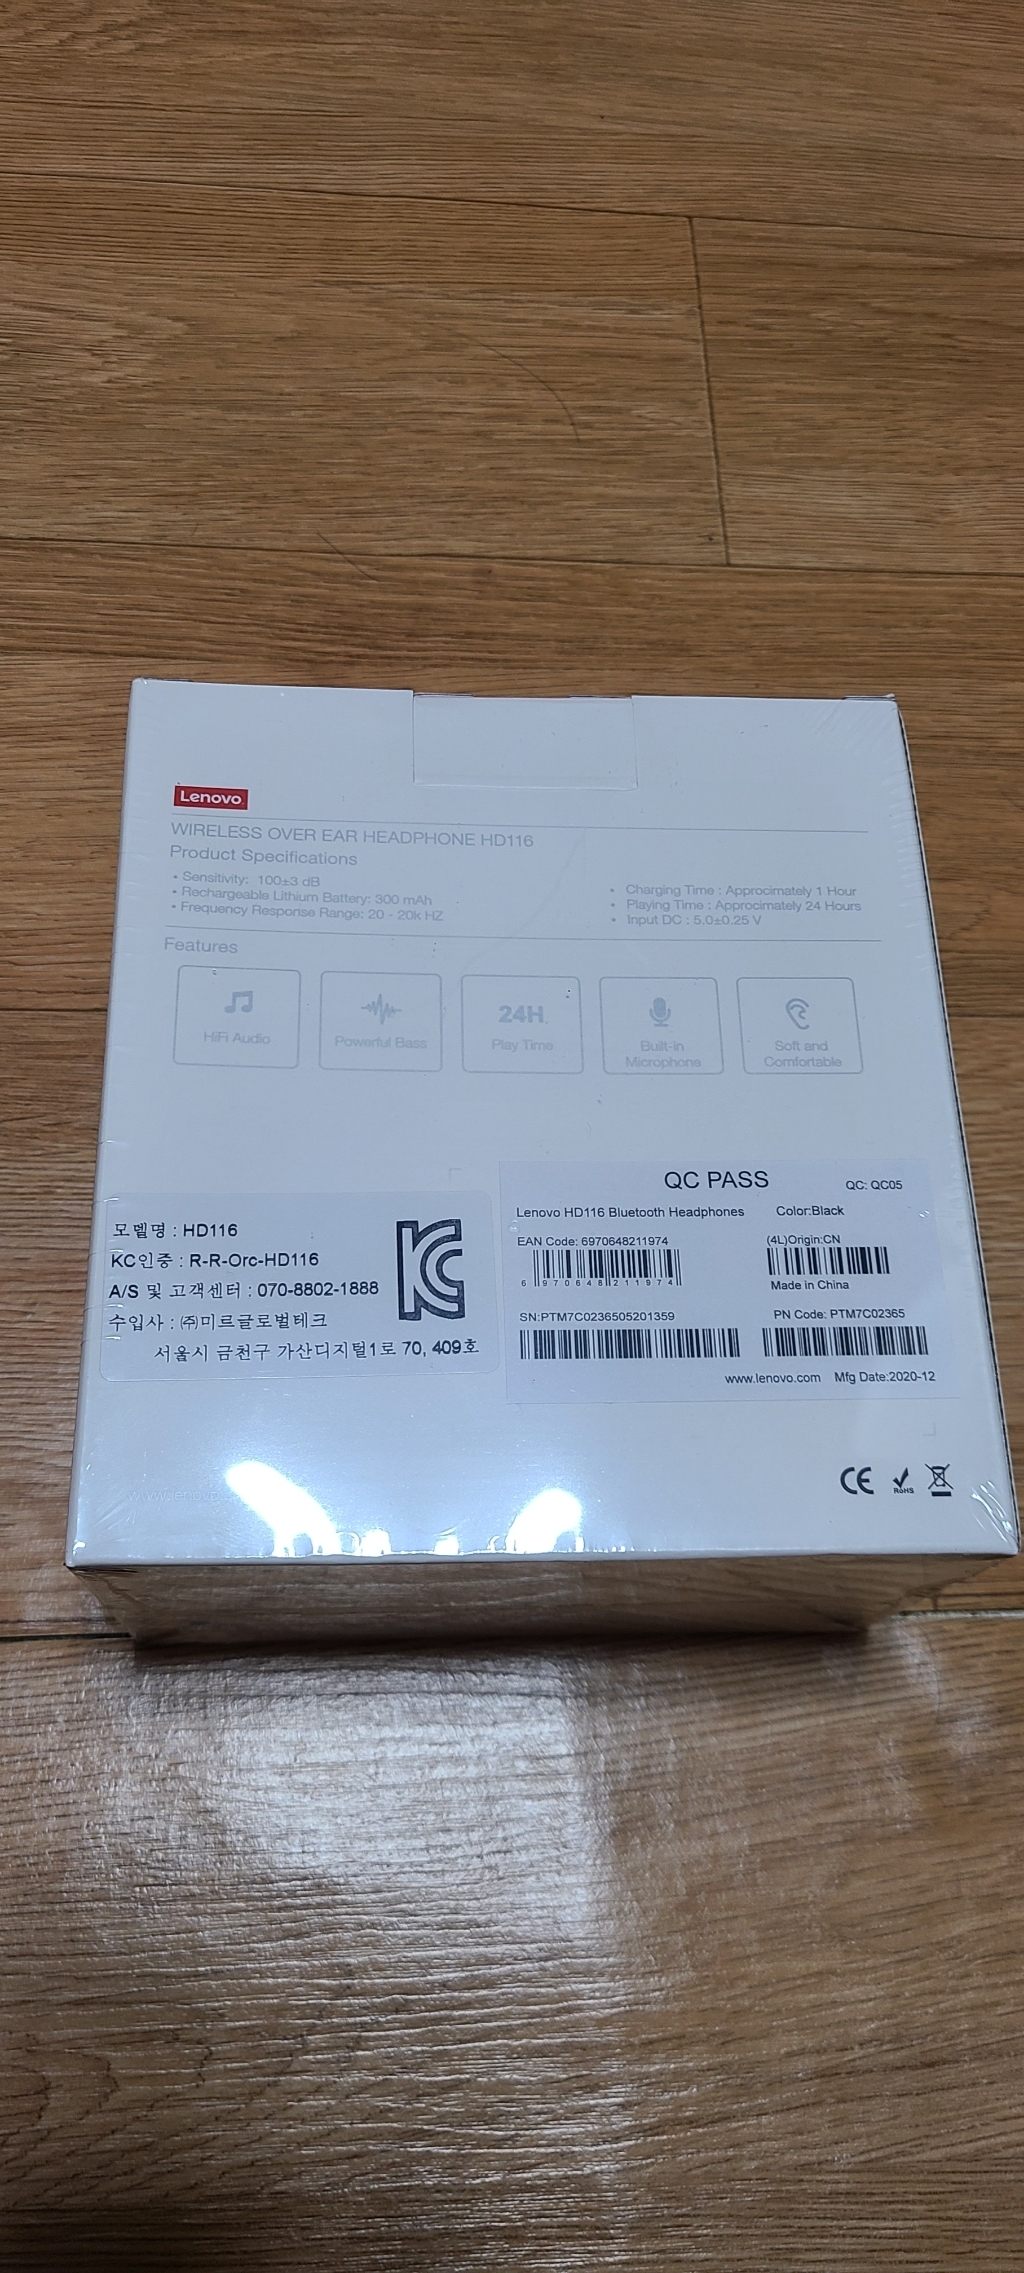 Lenovo
WIRELESS OVER EAR HEADPHONE HD116
Product Specifications
• Sensitivity: 100±3 dB
• Rechargeable Lithium Battery: 300 mAh
• Frequency Response Range: 20 - 20k HZ
• Charging Time : Approcimately 1 Hour
• Playing Time : Approcimately 24 Hours
• Input DC : 5.0±0.25 V
Features
HiFi Audio
Powerful Bass
24H
Play Time
Built-in
Microphone
Soft and
Comfortable
모델명 : HD116
KC인증 : R-R-Orc-HD116
A/S 및 고객센터 : 070-8802-1888
수입사 : ㈜미르글로벌테크
서울시 금천구 가산디지털1로 70, 409호
KC
QC PASS
QC: QC05
Lenovo HD116 Bluetooth Headphones
Color:Black
EAN Code: 6970648211974
6 970648 211974
(4L)Origin:CN
Made in China
SN:PTM7C0236505201359
PN Code: PTM7C02365
www.lenovo.com Mfg Date:2020-12
CE
RoHS